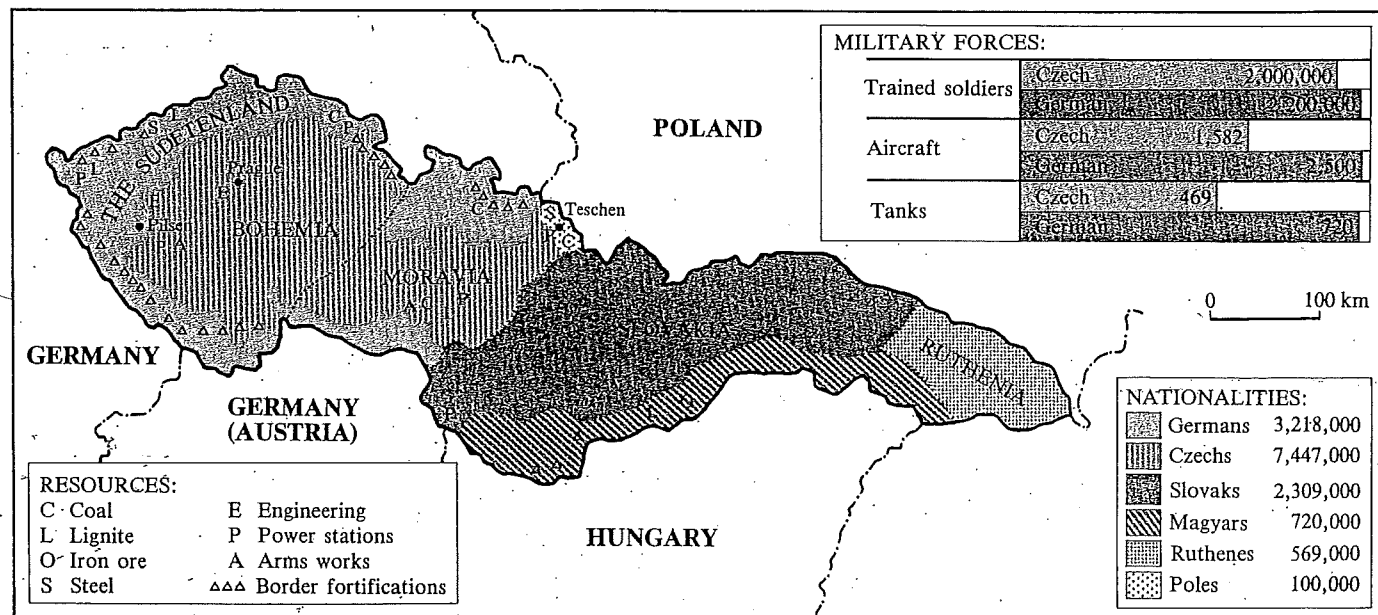 MILITARY FORCES:
Trained soldiers
Czech 2,000,000
German 2,200,000
Aircraft
Czech 1,582
German 2,500
Tanks
Czech 469
German 720
POLAND
THE SUDETENLAND
S
C P
P L
Prague
E
E
Pilsen
P A
BOHEMIA
MORAVIA
A C P
C
S
Teschen
C
SLOVAKIA
RUTHENIA
0 100 km
GERMANY
GERMANY
(AUSTRIA)
HUNGARY
RESOURCES:
C Coal
L Lignite
O Iron ore
S Steel
E Engineering
P Power stations
A Arms works
△△△ Border fortifications
NATIONALITIES:
Germans 3,218,000
Czechs 7,447,000
Slovaks 2,309,000
Magyars 720,000
Ruthenes 569,000
Poles 100,000